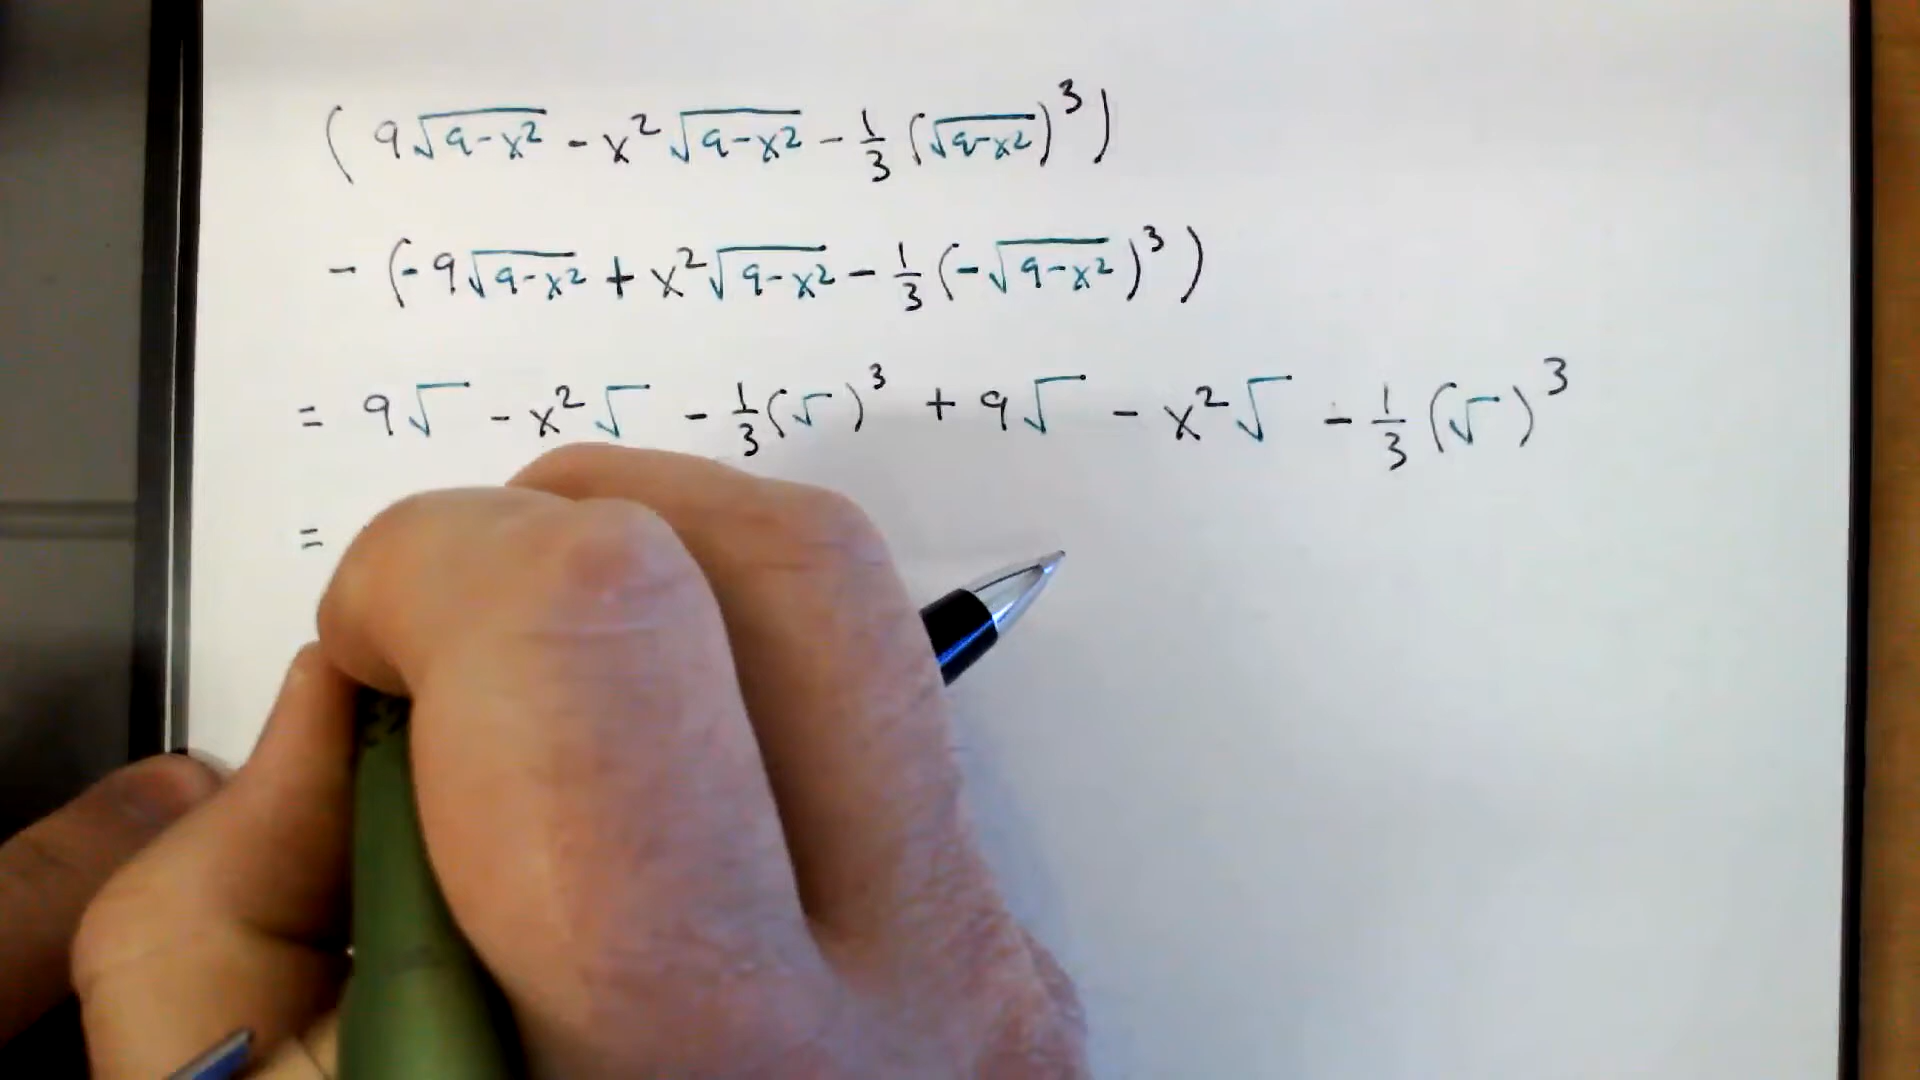 ( 9√(9-x²) - x²√(9-x²) - 1/3 (√(9-x²))³ )
- (-9√(9-x²) + x²√(9-x²) - 1/3 (-√(9-x²))³ )
= 9√ - x²√ - 1/3(√)³ + 9√ - x²√ - 1/3 (√)³
=